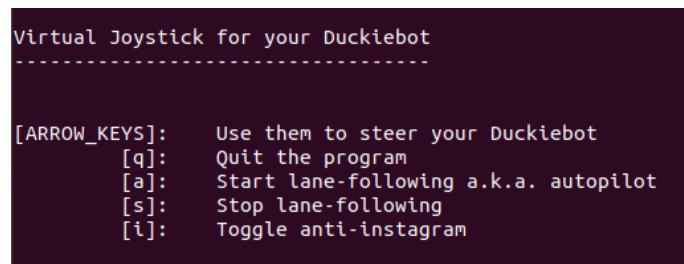 Virtual Joystick for your Duckiebot
-----------------------------------
[ARROW_KEYS]: Use them to steer your Duckiebot
[q]: Quit the program
[a]: Start lane-following a.k.a. autopilot
[s]: Stop lane-following
[i]: Toggle anti-instagram